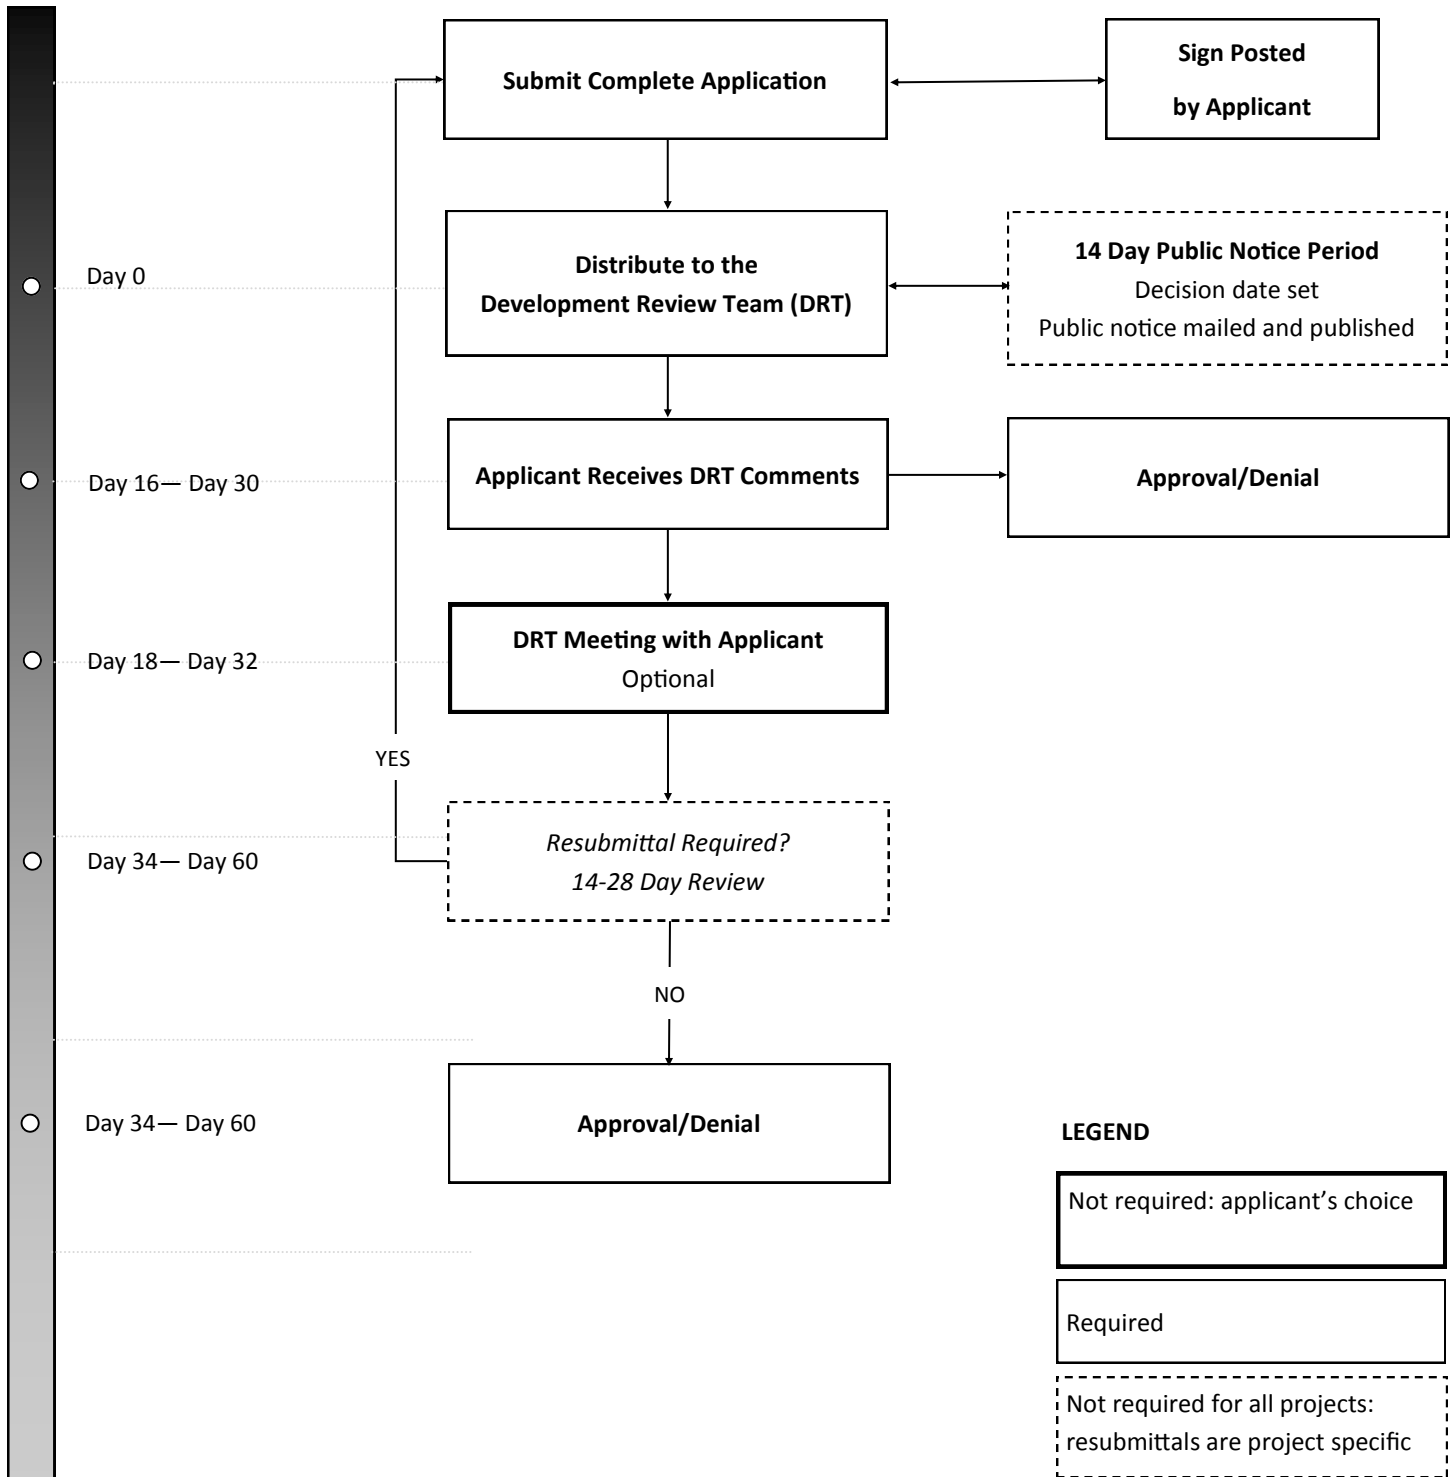 Submit Complete Application
Sign Posted
by Applicant
Day 0
Distribute to the
Development Review Team (DRT)
14 Day Public Notice Period
Decision date set
Public notice mailed and published
Day 16— Day 30
Applicant Receives DRT Comments
Approval/Denial
Day 18— Day 32
DRT Meeting with Applicant
Optional
YES
Day 34— Day 60
Resubmittal Required?
14-28 Day Review
NO
Day 34— Day 60
Approval/Denial
LEGEND
Not required: applicant’s choice
Required
Not required for all projects:
resubmittals are project specific